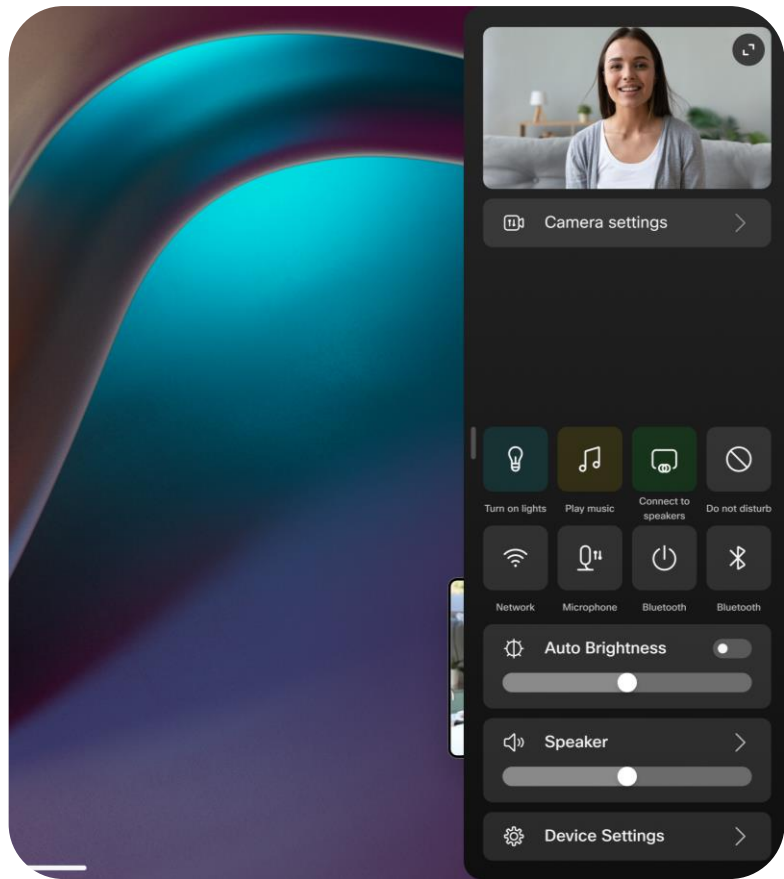 Camera settings
Turn on lights
Play music
Connect to
speakers
Do not disturb
Network
Microphone
Bluetooth
Bluetooth
Auto Brightness
Speaker
Device Settings